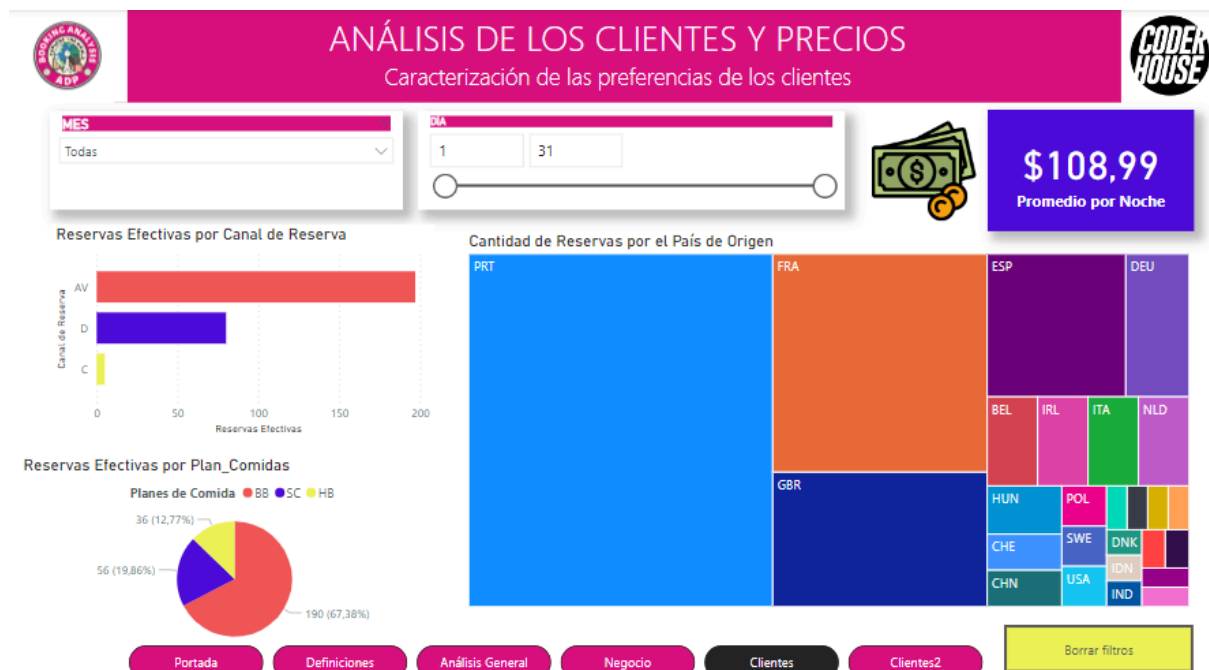 BOOKING ANALYSIS
ADP
ANÁLISIS DE LOS CLIENTES Y PRECIOS
Caracterización de las preferencias de los clientes
CODER
HOUSE
MES
Todas
DÍA
1
31
$
$108,99
Promedio por Noche
Reservas Efectivas por Canal de Reserva
Canal de Reserva
AV
D
C
0
50
100
150
200
Reservas Efectivas
Reservas Efectivas por Plan_Comidas
Planes de Comida
BB
SC
HB
36 (12,77%)
56 (19,86%)
190 (67,38%)
Cantidad de Reservas por el País de Origen
PRT
FRA
GBR
ESP
DEU
BEL
IRL
ITA
NLD
HUN
POL
CHE
SWE
DNK
IDN
CHN
USA
IND
Portada
Definiciones
Análisis General
Negocio
Clientes
Clientes2
Borrar filtros